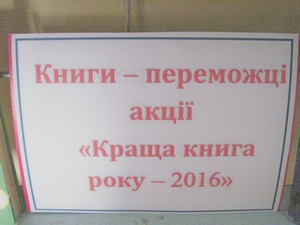 Книги – переможці
акції
«Краща книга
року – 2016»